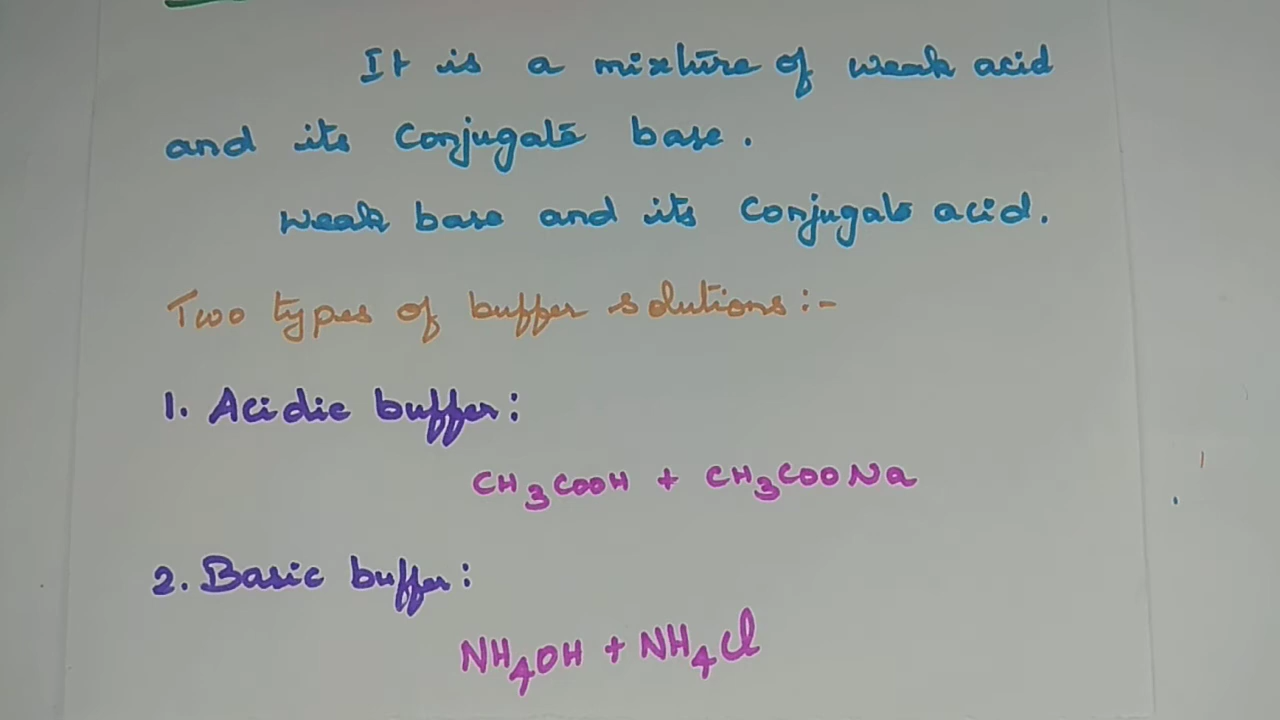 It is a mixture of weak acid
and its Conjugate base.
weak base and its Conjugate acid.
Two types of buffer solutions:-
1. Acidic buffer:
CH3COOH + CH3COONa
2. Basic buffer:
NH4OH + NH4Cl